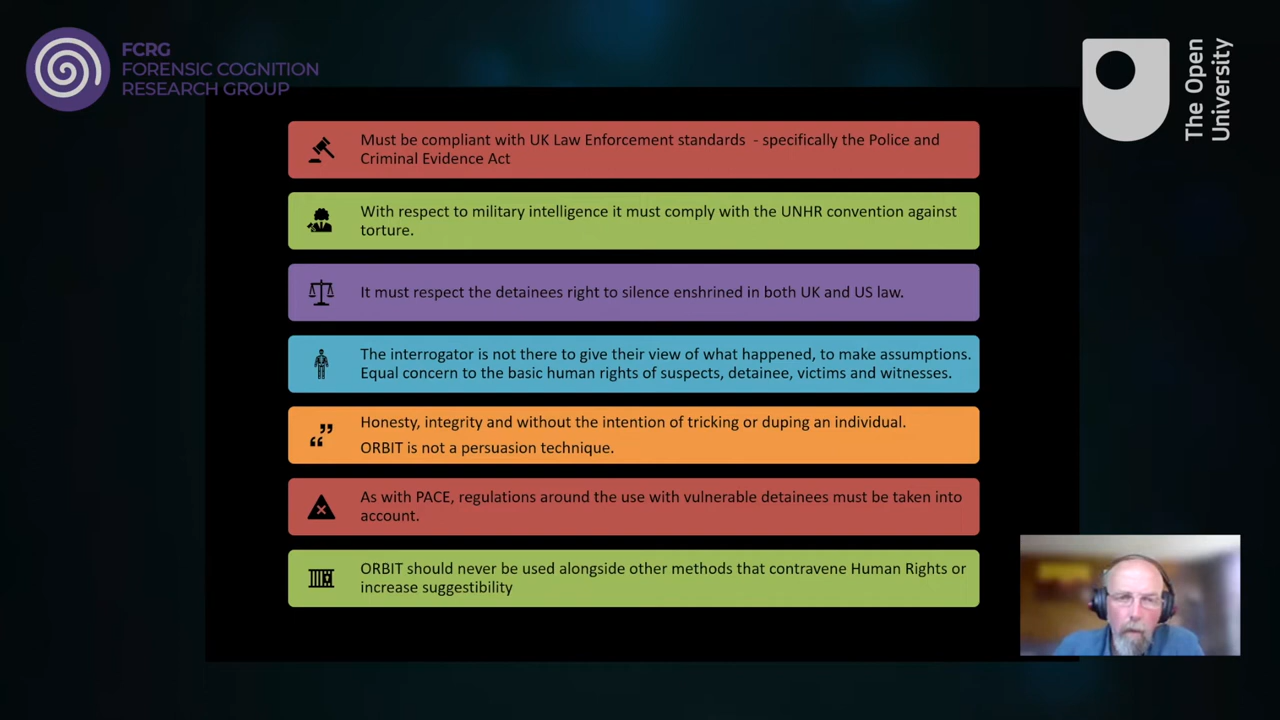 FCRG
FORENSIC COGNITION
RESEARCH GROUP
The Open
University
Must be compliant with UK Law Enforcement standards  - specifically the Police and
Criminal Evidence Act
With respect to military intelligence it must comply with the UNHR convention against
torture.
It must respect the detainees right to silence enshrined in both UK and US law.
The interrogator is not there to give their view of what happened, to make assumptions.
Equal concern to the basic human rights of suspects, detainee, victims and witnesses.
Honesty, integrity and without the intention of tricking or duping an individual.
ORBIT is not a persuasion technique.
As with PACE, regulations around the use with vulnerable detainees must be taken into
account.
ORBIT should never be used alongside other methods that contravene Human Rights or
increase suggestibility